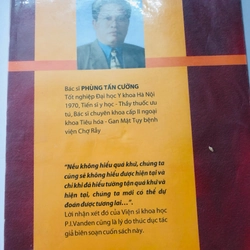 Bác sĩ PHÙNG TẤN CƯỜNG
Tốt nghiệp Đại học Y khoa Hà Nội
1970, Tiến sĩ y học - Thầy thuốc ưu
tú, Bác sĩ chuyên khoa cấp II ngoại
khoa Tiêu hóa - Gan Mật Tụy bệnh
viện Chợ Rẫy
"Nếu không hiểu quá khứ, chúng ta
cũng sẽ không hiểu được hiện tại và
chỉ khi đã hiểu tường tận quá khứ và
hiện tại, chúng ta mới có thể dự
đoán được tương lai...".
Lời nhận xét đó của Viện sĩ khoa học
P.J.Vanden cũng là lý do thúc dục tác
giả biên soạn cuốn sách này.